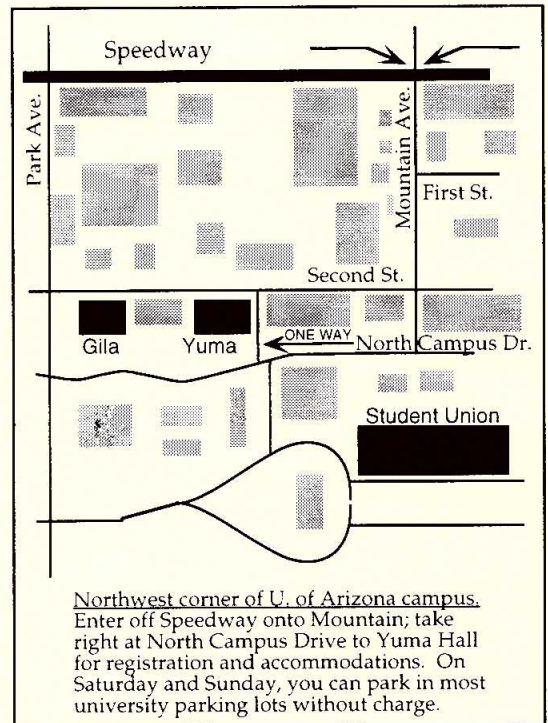 Speedway
Park Ave.
Mountain Ave.
First St.
Second St.
Gila
Yuma
ONE WAY
North Campus Dr.
Student Union
Northwest corner of U. of Arizona campus.
Enter off Speedway onto Mountain; take
right at North Campus Drive to Yuma Hall
for registration and accommodations. On
Saturday and Sunday, you can park in most
university parking lots without charge.